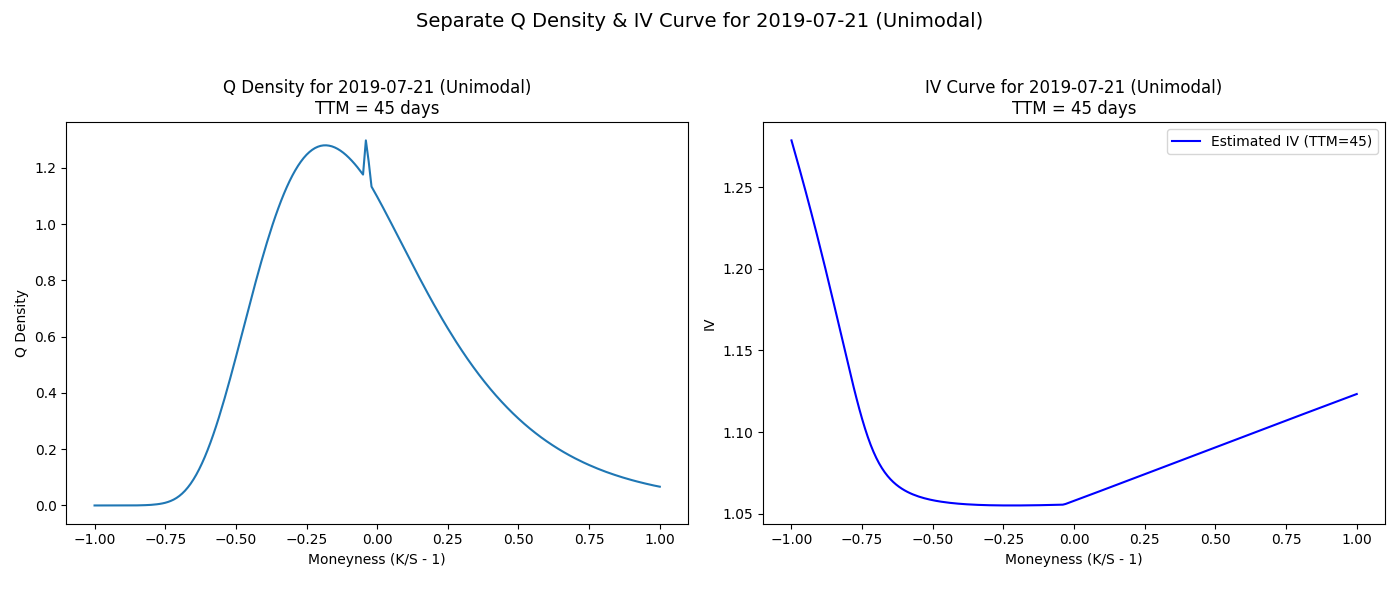 Separate Q Density & IV Curve for 2019-07-21 (Unimodal)
Q Density for 2019-07-21 (Unimodal)
TTM = 45 days
Q Density
1.2
1.0
0.8
0.6
0.4
0.2
0.0
−1.00 −0.75 −0.50 −0.25 0.00 0.25 0.50 0.75 1.00
Moneyness (K/S - 1)
IV Curve for 2019-07-21 (Unimodal)
TTM = 45 days
Estimated IV (TTM=45)
IV
1.25
1.20
1.15
1.10
1.05
−1.00 −0.75 −0.50 −0.25 0.00 0.25 0.50 0.75 1.00
Moneyness (K/S - 1)